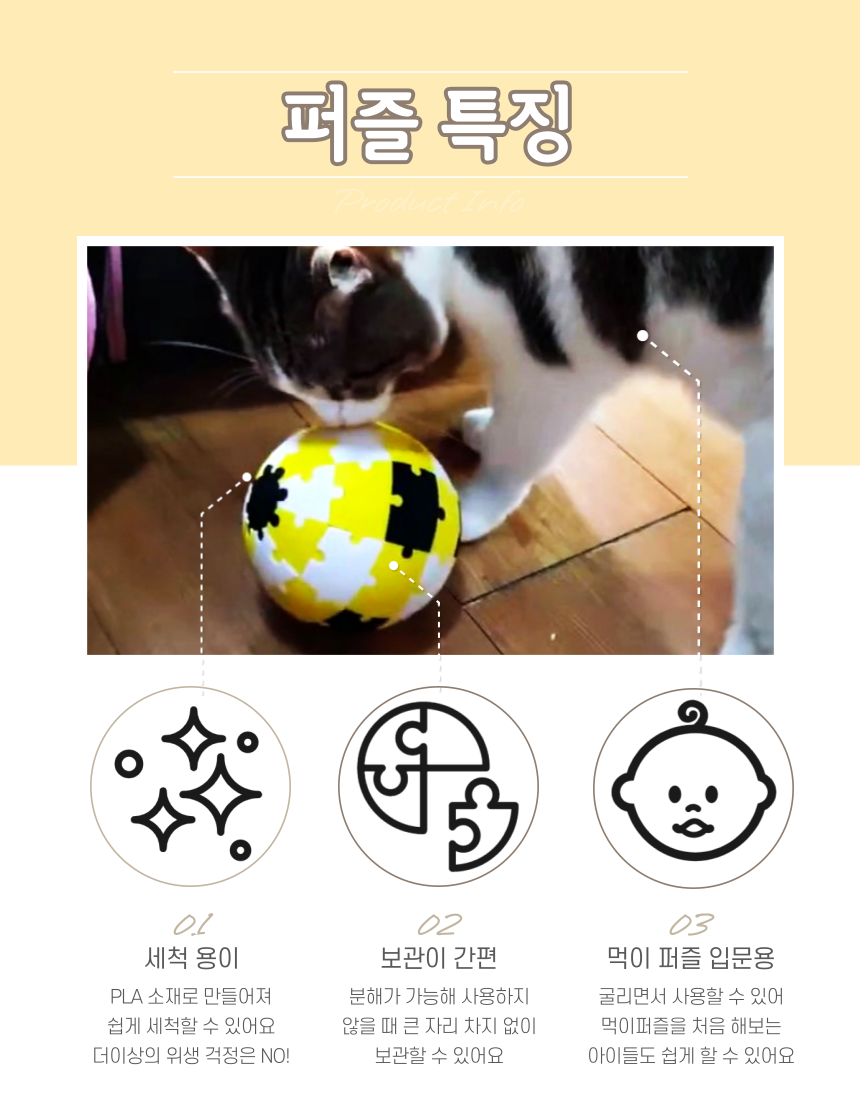 퍼즐 특징
Product Info
01
세척 용이
PLA 소재로 만들어져
쉽게 세척할 수 있어요
더이상의 위생 걱정은 NO!
02
보관이 간편
분해가 가능해 사용하지
않을 때 큰 자리 차지 없이
보관할 수 있어요
03
먹이 퍼즐 입문용
굴리면서 사용할 수 있어
먹이퍼즐을 처음 해보는
아이들도 쉽게 할 수 있어요